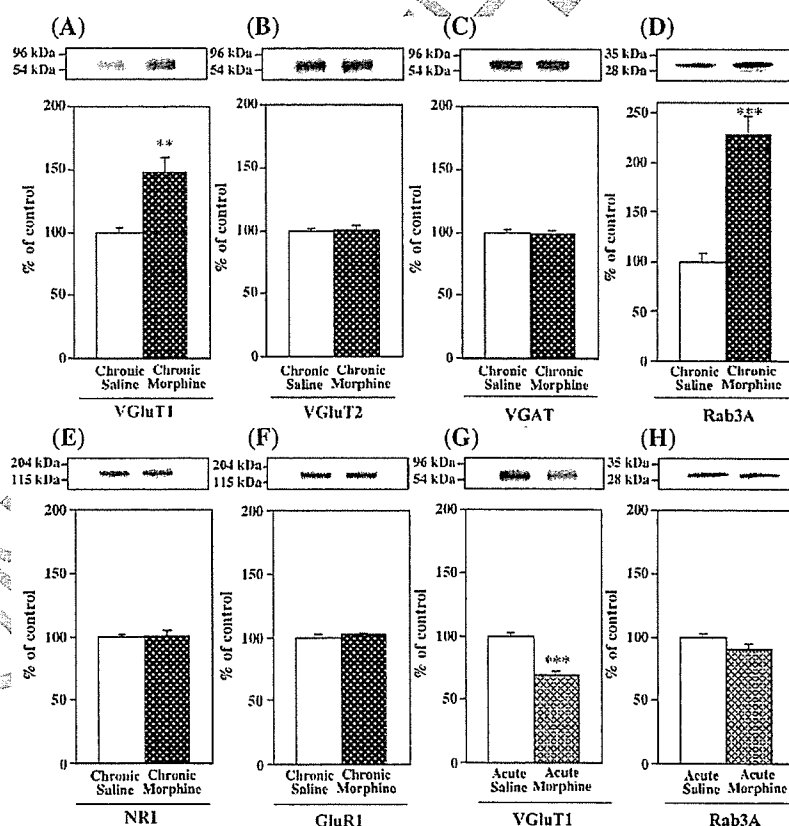 (A) (B) (C) (D)
96 kDa 96 kDa 96 kDa 35 kDa
54 kDa 54 kDa 54 kDa 28 kDa
200 200 200 250
150 150 150 200
100 100 100 150
50 50 50 100
0 0 0 50
0
% of control % of control % of control % of control
** ***
Chronic Chronic Chronic Chronic Chronic Chronic Chronic Chronic
Saline Morphine Saline Morphine Saline Morphine Saline Morphine
VGluT1 VGluT2 VGAT Rab3A
(E) (F) (G) (H)
204 kDa 204 kDa 96 kDa 35 kDa
115 kDa 115 kDa 54 kDa 28 kDa
200 200 200 200
150 150 150 150
100 100 100 100
50 50 50 50
0 0 0 0
% of control % of control % of control % of control
***
Chronic Chronic Chronic Chronic Acute Acute Acute Acute
Saline Morphine Saline Morphine Saline Morphine Saline Morphine
NR1 GluR1 VGluT1 Rab3A